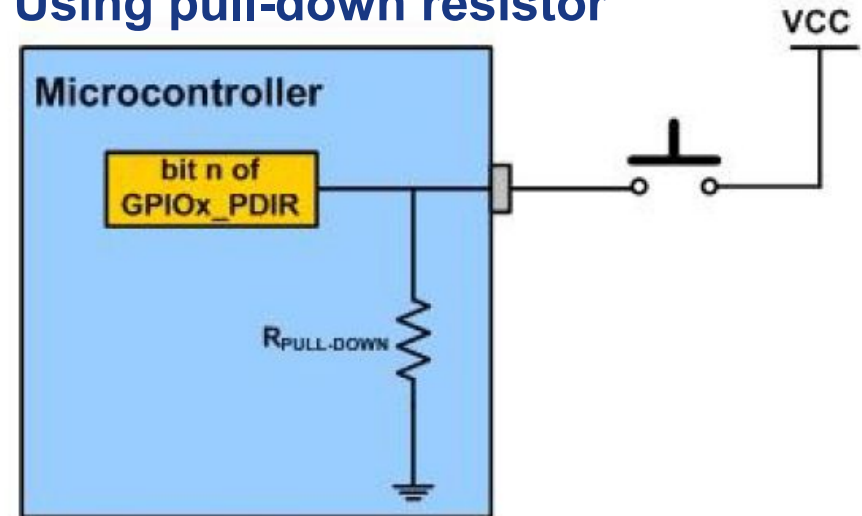 Using pull-down resistor
VCC
Microcontroller
bit n of
GPIOx_PDIR
RPULL-DOWN